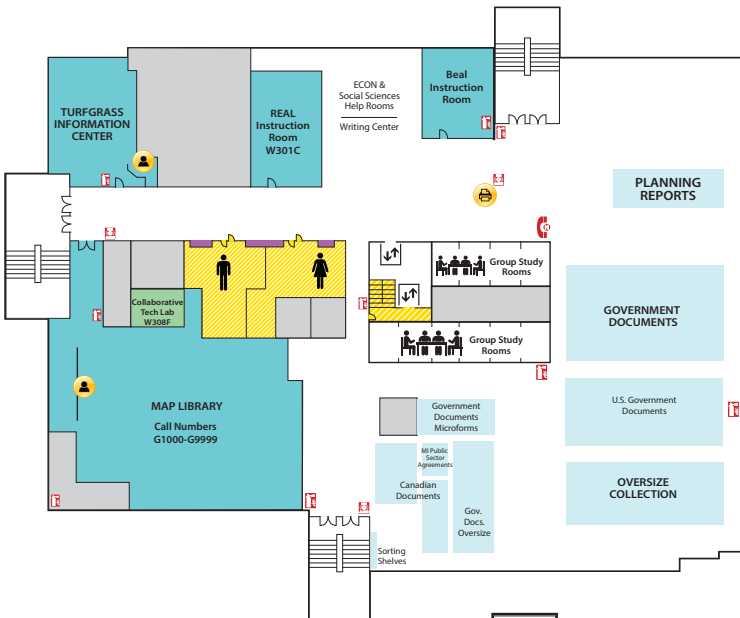 TURFGRASS
INFORMATION
CENTER
REAL
Instruction
Room
W301C
ECON &
Social Sciences
Help Rooms
Writing Center
Beal
Instruction
Room
PLANNING
REPORTS
Group Study
Rooms
Group Study
Rooms
Collaborative
Tech Lab
W308F
GOVERNMENT
DOCUMENTS
MAP LIBRARY
Call Numbers
G1000-G9999
Government
Documents
Microforms
U.S. Government
Documents
MI Public
Sector
Agreements
Canadian
Documents
Gov.
Docs.
Oversize
OVERSIZE
COLLECTION
Sorting
Shelves